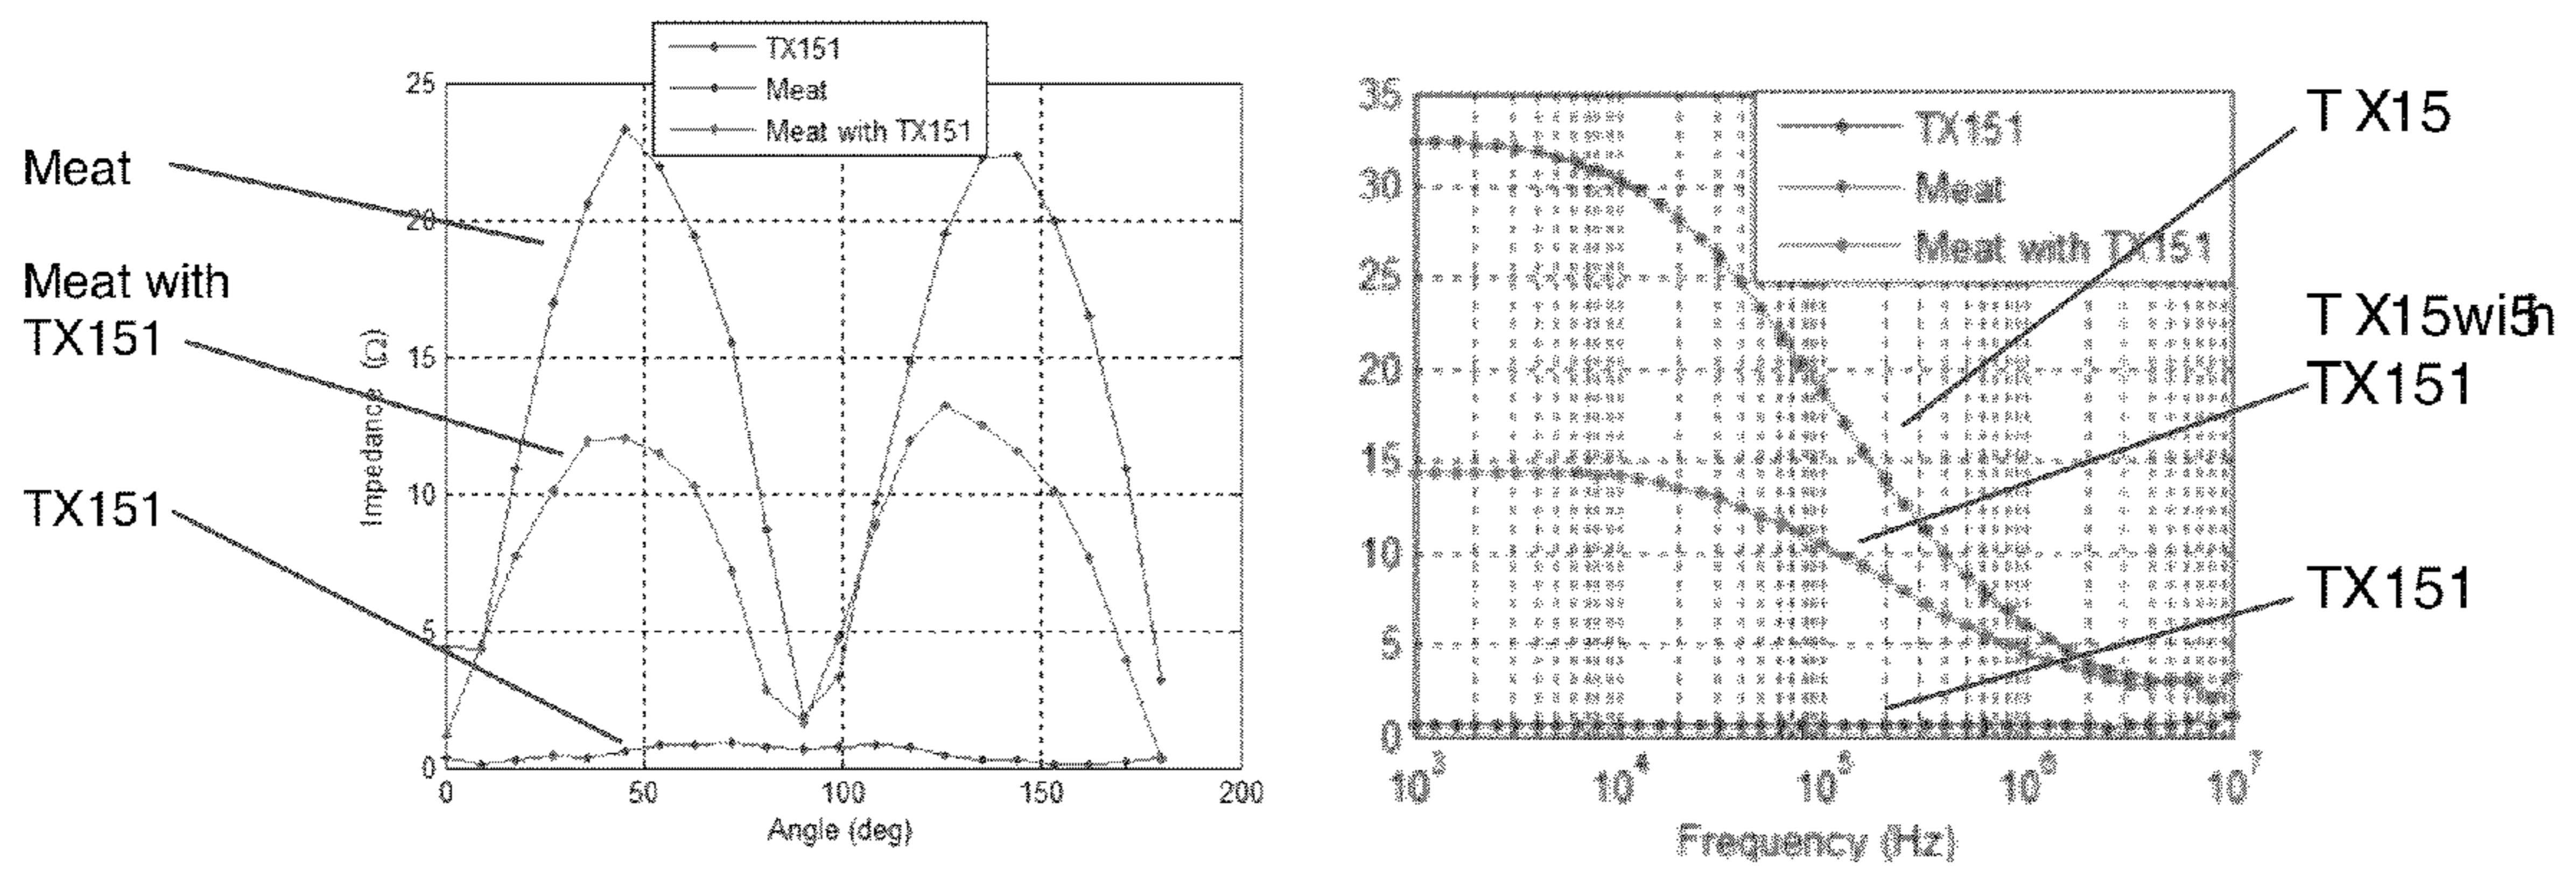 TX151
Meat
Meat with TX151
Meat
Meat with
TX151
TX151
25
20
15
10
5
0
Impedance (Ω)
0 50 100 150 200
Angle (deg)
TX151
Meat
Meat with TX151
35
30
25
20
15
10
5
0
10³ 10⁴ 10⁵ 10⁶ 10⁷
Frequency (Hz)
T X15
TX151
TX151